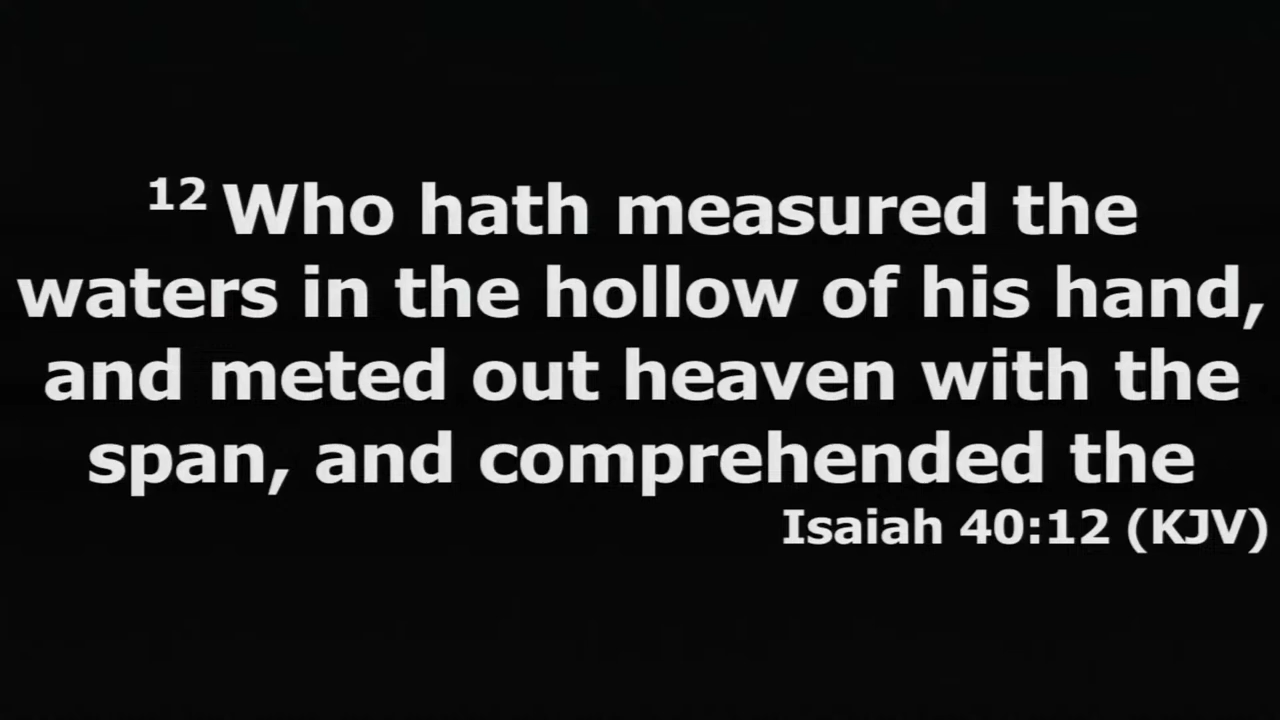 12 Who hath measured the
waters in the hollow of his hand,
and meted out heaven with the
span, and comprehended the
Isaiah 40:12 (KJV)